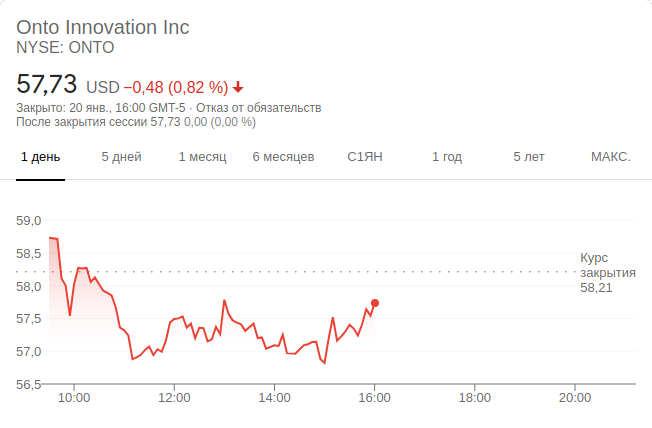 Onto Innovation Inc
NYSE: ONTO
57,73 USD −0,48 (0,82 %)
Закрыто: 20 янв., 16:00 GMT-5 · Отказ от обязательств
После закрытия сессии 57,73 0,00 (0,00 %)
1 день 5 дней 1 месяц 6 месяцев С1ЯН 1 год 5 лет МАКС.
59,0
58,5
58,0
57,5
57,0
56,5
Курс
закрытия
58,21
10:00 12:00 14:00 16:00 18:00 20:00